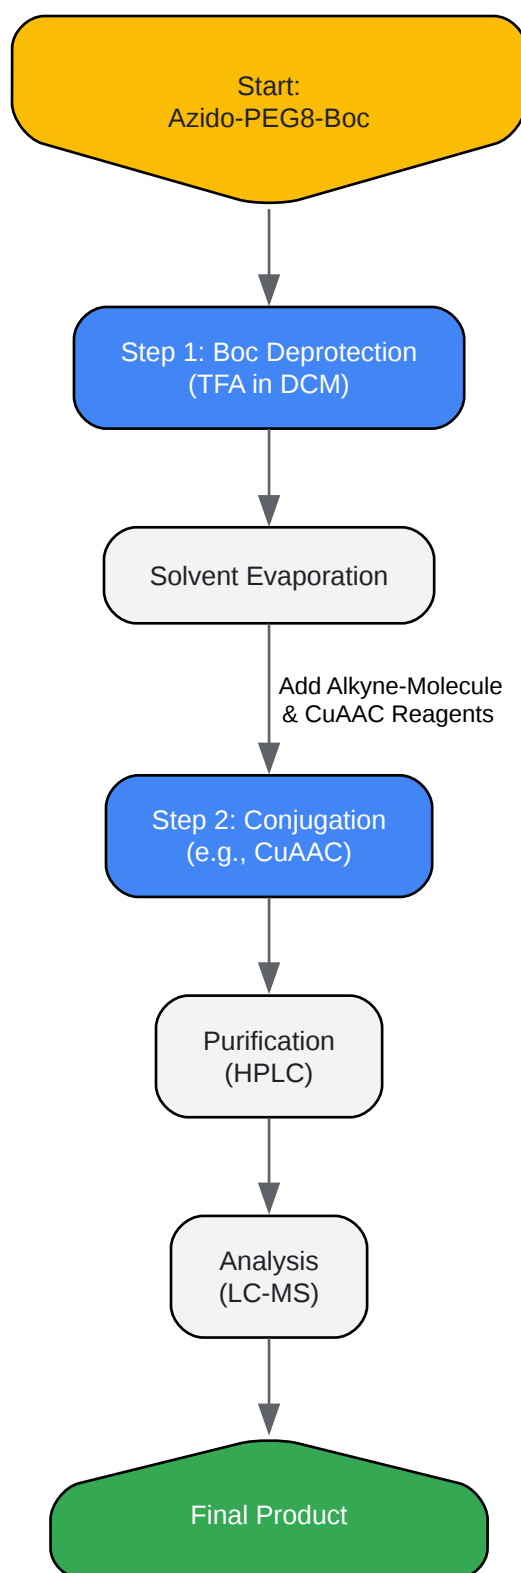 Start:
Azido-PEG8-Boc
Step 1: Boc Deprotection
(TFA in DCM)
Solvent Evaporation
Add Alkyne-Molecule
& CuAAC Reagents
Step 2: Conjugation
(e.g., CuAAC)
Purification
(HPLC)
Analysis
(LC-MS)
Final Product